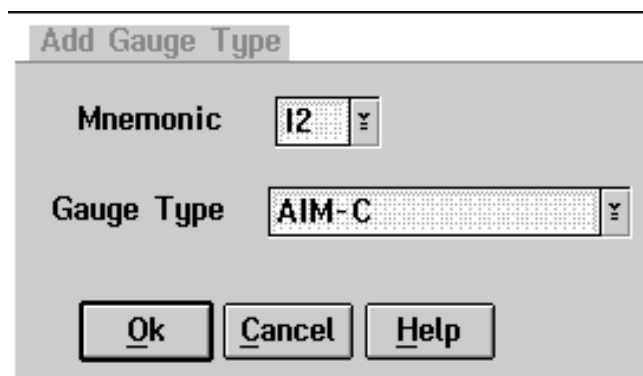 Add Gauge Type
Mnemonic I2
Gauge Type AIM-C
Ok Cancel Help